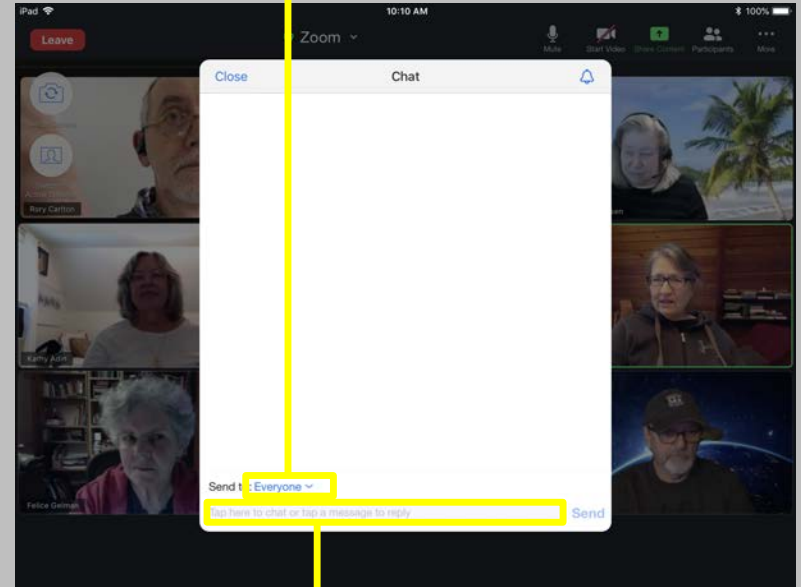 iPad 10:10 AM 100%
Leave Zoom
Mute Start Video Share Content Participants More
Close Chat
Rory Carlton
Kathy Adin
Felice Gelman
Send to: Everyone
Tap here to chat or tap a message to reply Send